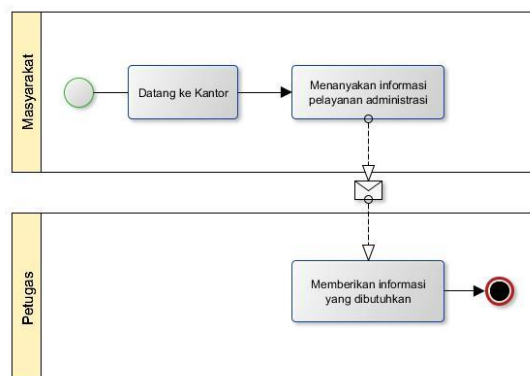 Masyarakat
Datang ke Kantor
Menanyakan informasi
pelayanan administrasi
Petugas
Memberikan informasi
yang dibutuhkan